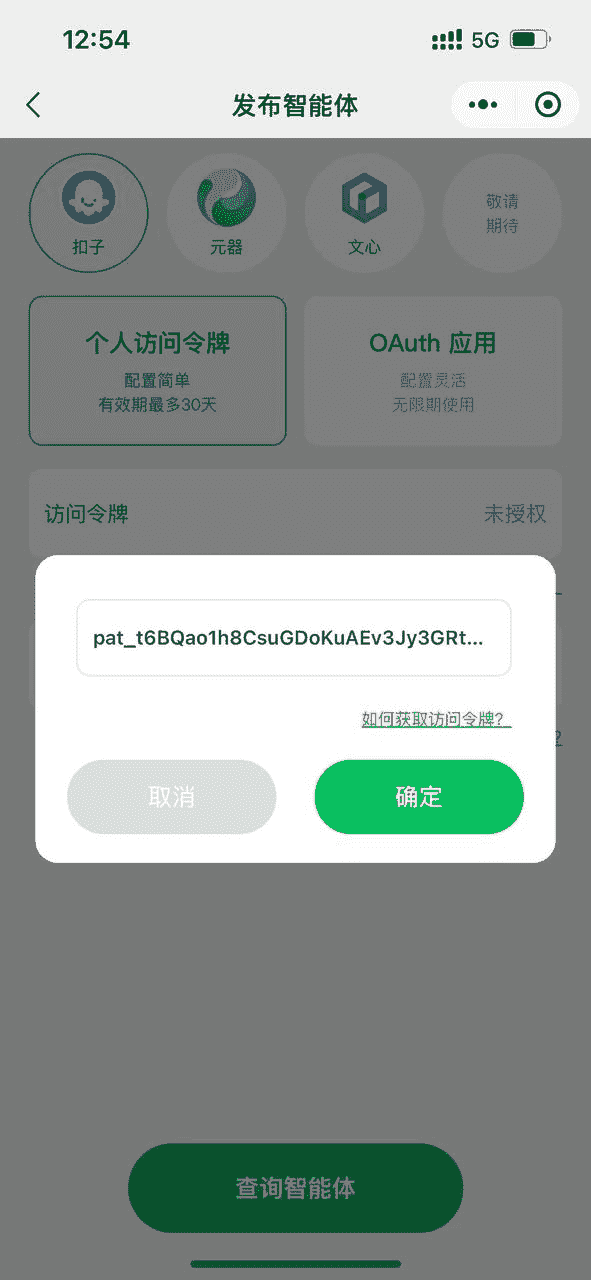 12:54
5G
发布智能体
扣子
元器
文心
敬请
期待
个人访问令牌
配置简单
有效期最多30天
OAuth 应用
配置灵活
无限期使用
访问令牌
未授权
pat_t6BQao1h8CsuGDoKuAEv3Jy3GRt...
如何获取访问令牌?
?
取消
确定
查询智能体